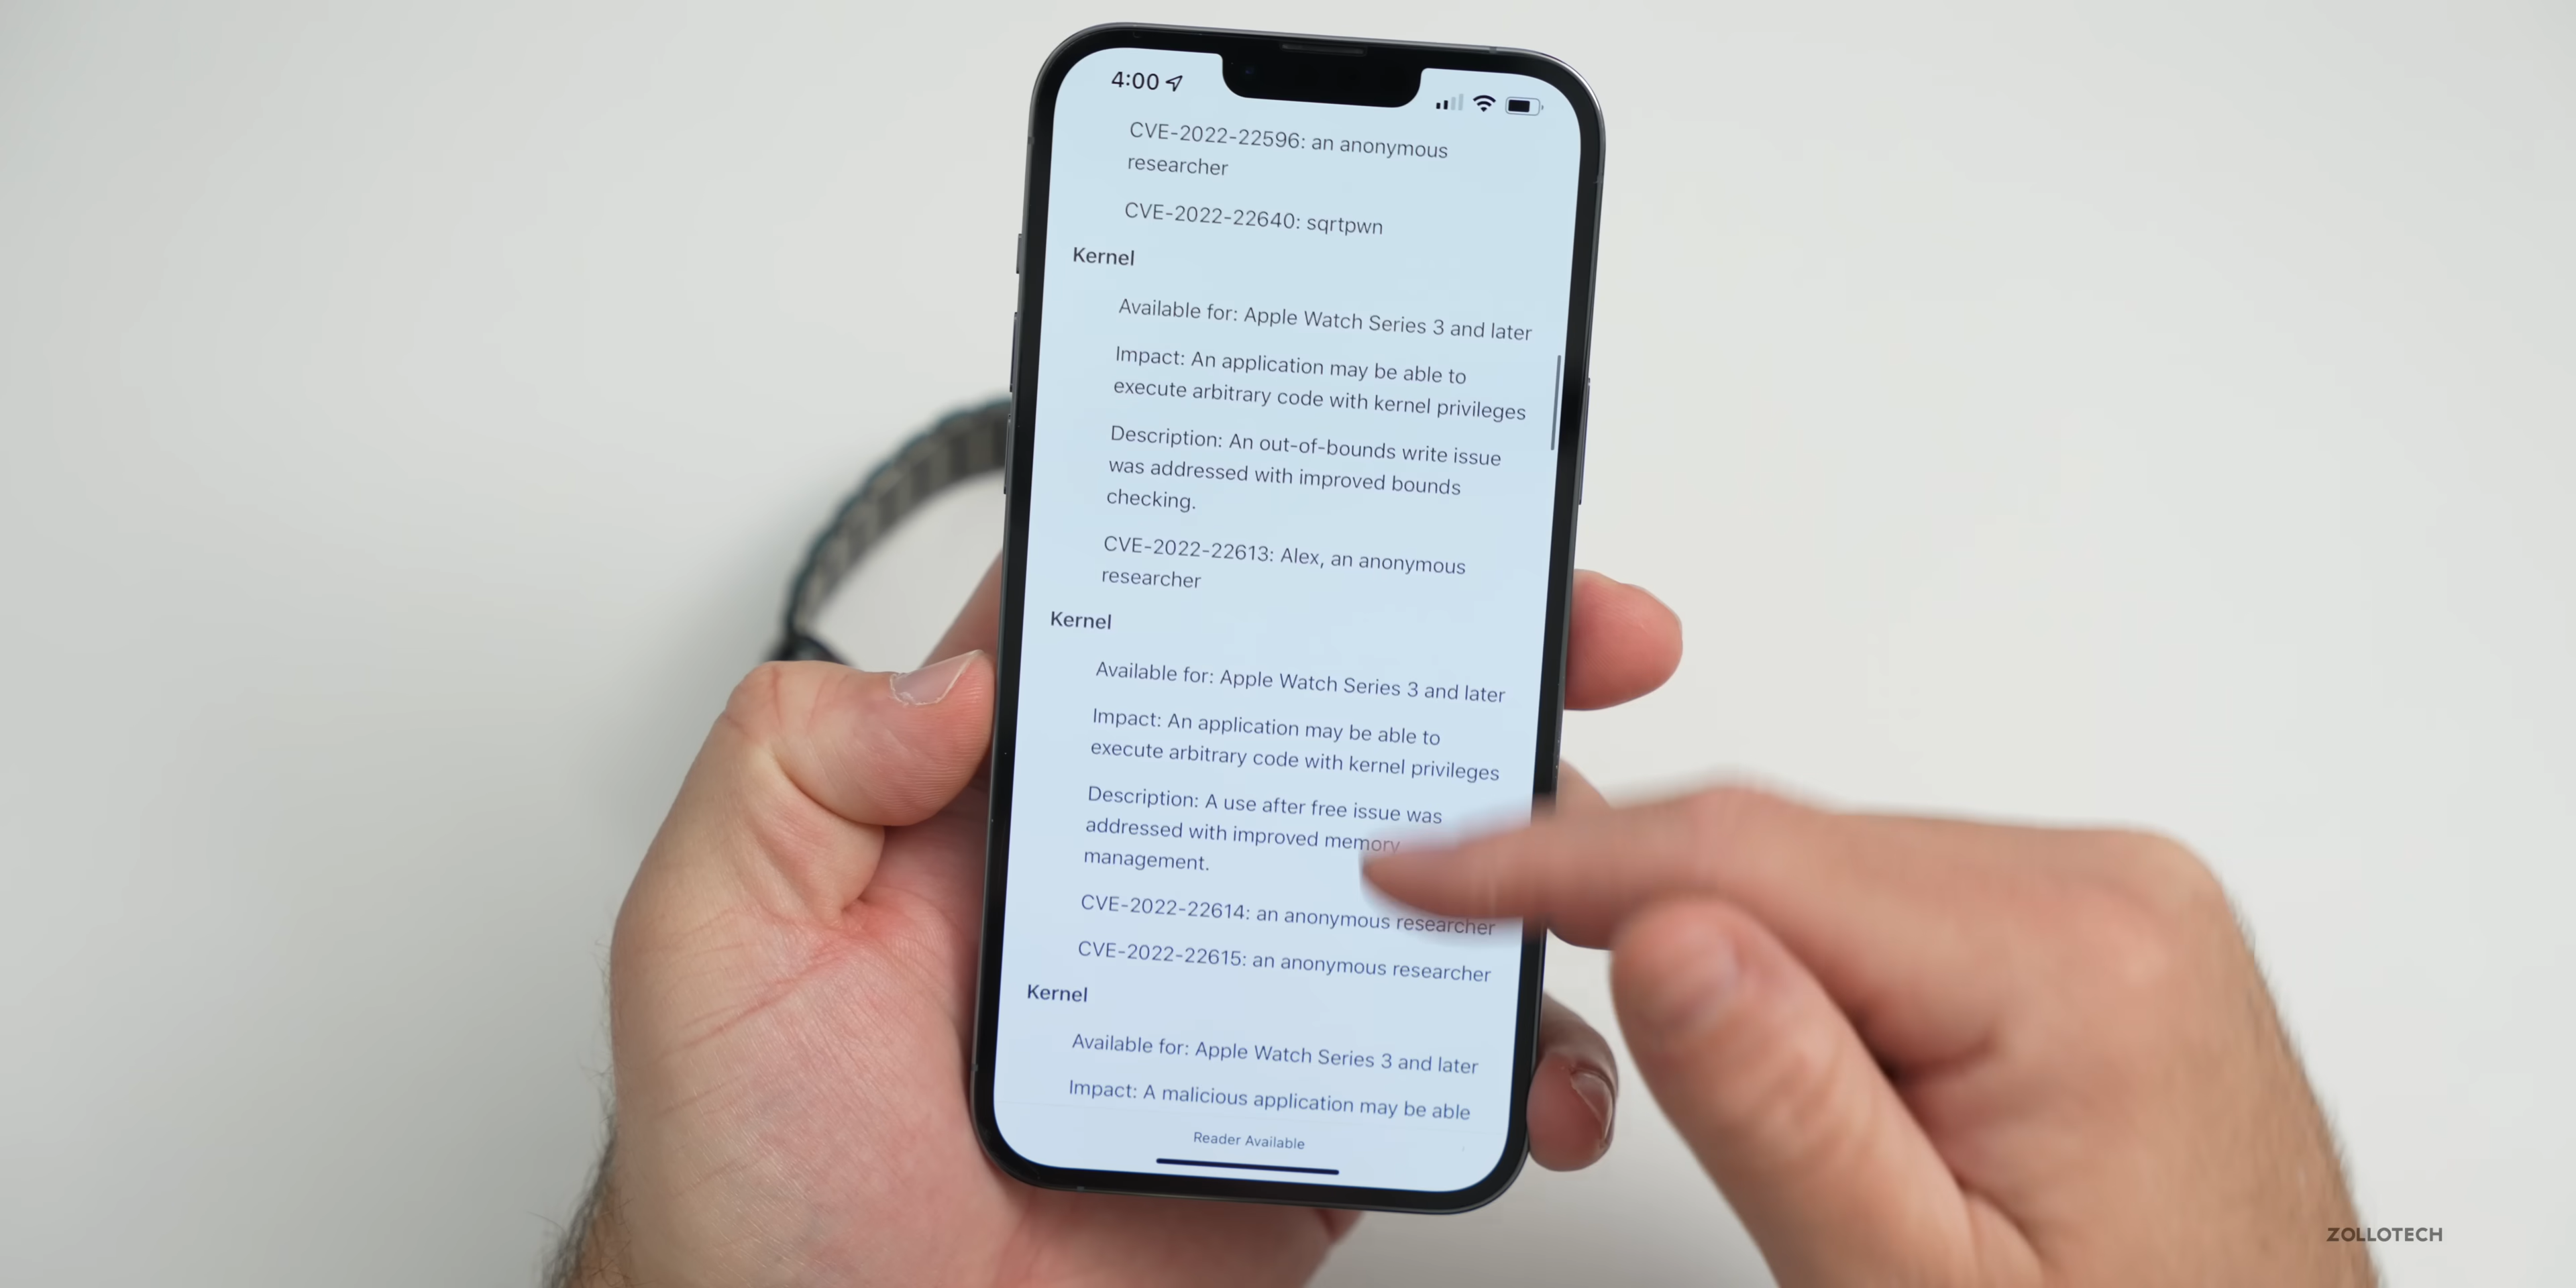 4:00
CVE-2022-22596: an anonymous
researcher
CVE-2022-22640: sqrtpwn
Kernel
Available for: Apple Watch Series 3 and later
Impact: An application may be able to
execute arbitrary code with kernel privileges
Description: An out-of-bounds write issue
was addressed with improved bounds
checking.
CVE-2022-22613: Alex, an anonymous
researcher
Kernel
Available for: Apple Watch Series 3 and later
Impact: An application may be able to
execute arbitrary code with kernel privileges
Description: A use after free issue was
addressed with improved memory
management.
CVE-2022-22614: an anonymous researcher
CVE-2022-22615: an anonymous researcher
Kernel
Available for: Apple Watch Series 3 and later
Impact: A malicious application may be able
Reader Available
ZOLLOTECH